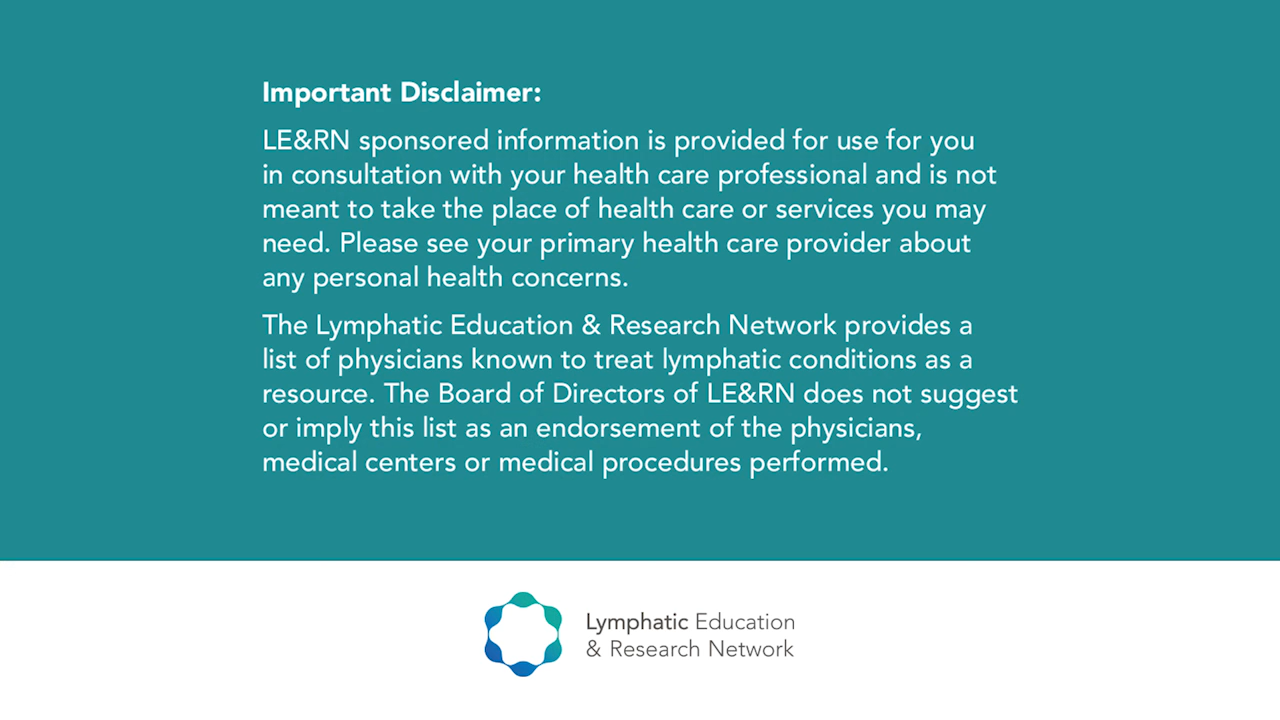 Important Disclaimer:
LE&RN sponsored information is provided for use for you
in consultation with your health care professional and is not
meant to take the place of health care or services you may
need. Please see your primary health care provider about
any personal health concerns.
The Lymphatic Education & Research Network provides a
list of physicians known to treat lymphatic conditions as a
resource. The Board of Directors of LE&RN does not suggest
or imply this list as an endorsement of the physicians,
medical centers or medical procedures performed.
Lymphatic Education
& Research Network